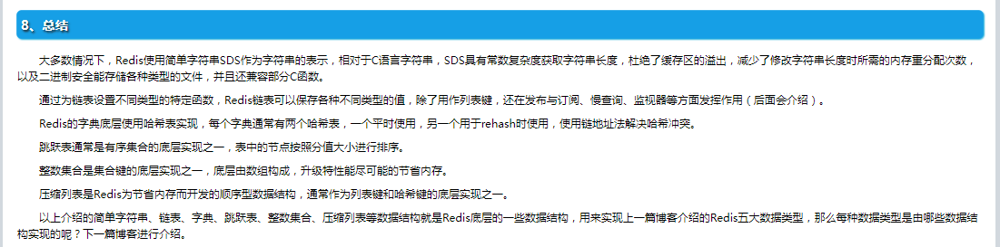 8、总结
大多数情况下，Redis使用简单字符串SDS作为字符串的表示，相对于C语言字符串，SDS具有常数复杂度获取字符串长度，杜绝了缓存区的溢出，减少了修改字符串长度时所需的内存重分配次数，
以及二进制安全能存储各种类型的文件，并且还兼容部分C函数。
通过为链表设置不同类型的特定函数，Redis链表可以保存各种不同类型的值，除了用作列表键，还在发布与订阅、慢查询、监视器等方面发挥作用（后面会介绍）。
Redis的字典底层使用哈希表实现，每个字典通常有两个哈希表，一个平时使用，另一个用于rehash时使用，使用链地址法解决哈希冲突。
跳跃表通常是有序集合的底层实现之一，表中的节点按照分值大小进行排序。
整数集合是集合键的底层实现之一，底层由数组构成，升级特性能尽可能的节省内存。
压缩列表是Redis为节省内存而开发的顺序型数据结构，通常作为列表键和哈希键的底层实现之一。
以上介绍的简单字符串、链表、字典、跳跃表、整数集合、压缩列表等数据结构就是Redis底层的一些数据结构，用来实现上一篇博客介绍的Redis五大数据类型，那么每种数据类型是由哪些数据结
构实现的呢？下一篇博客进行介绍。